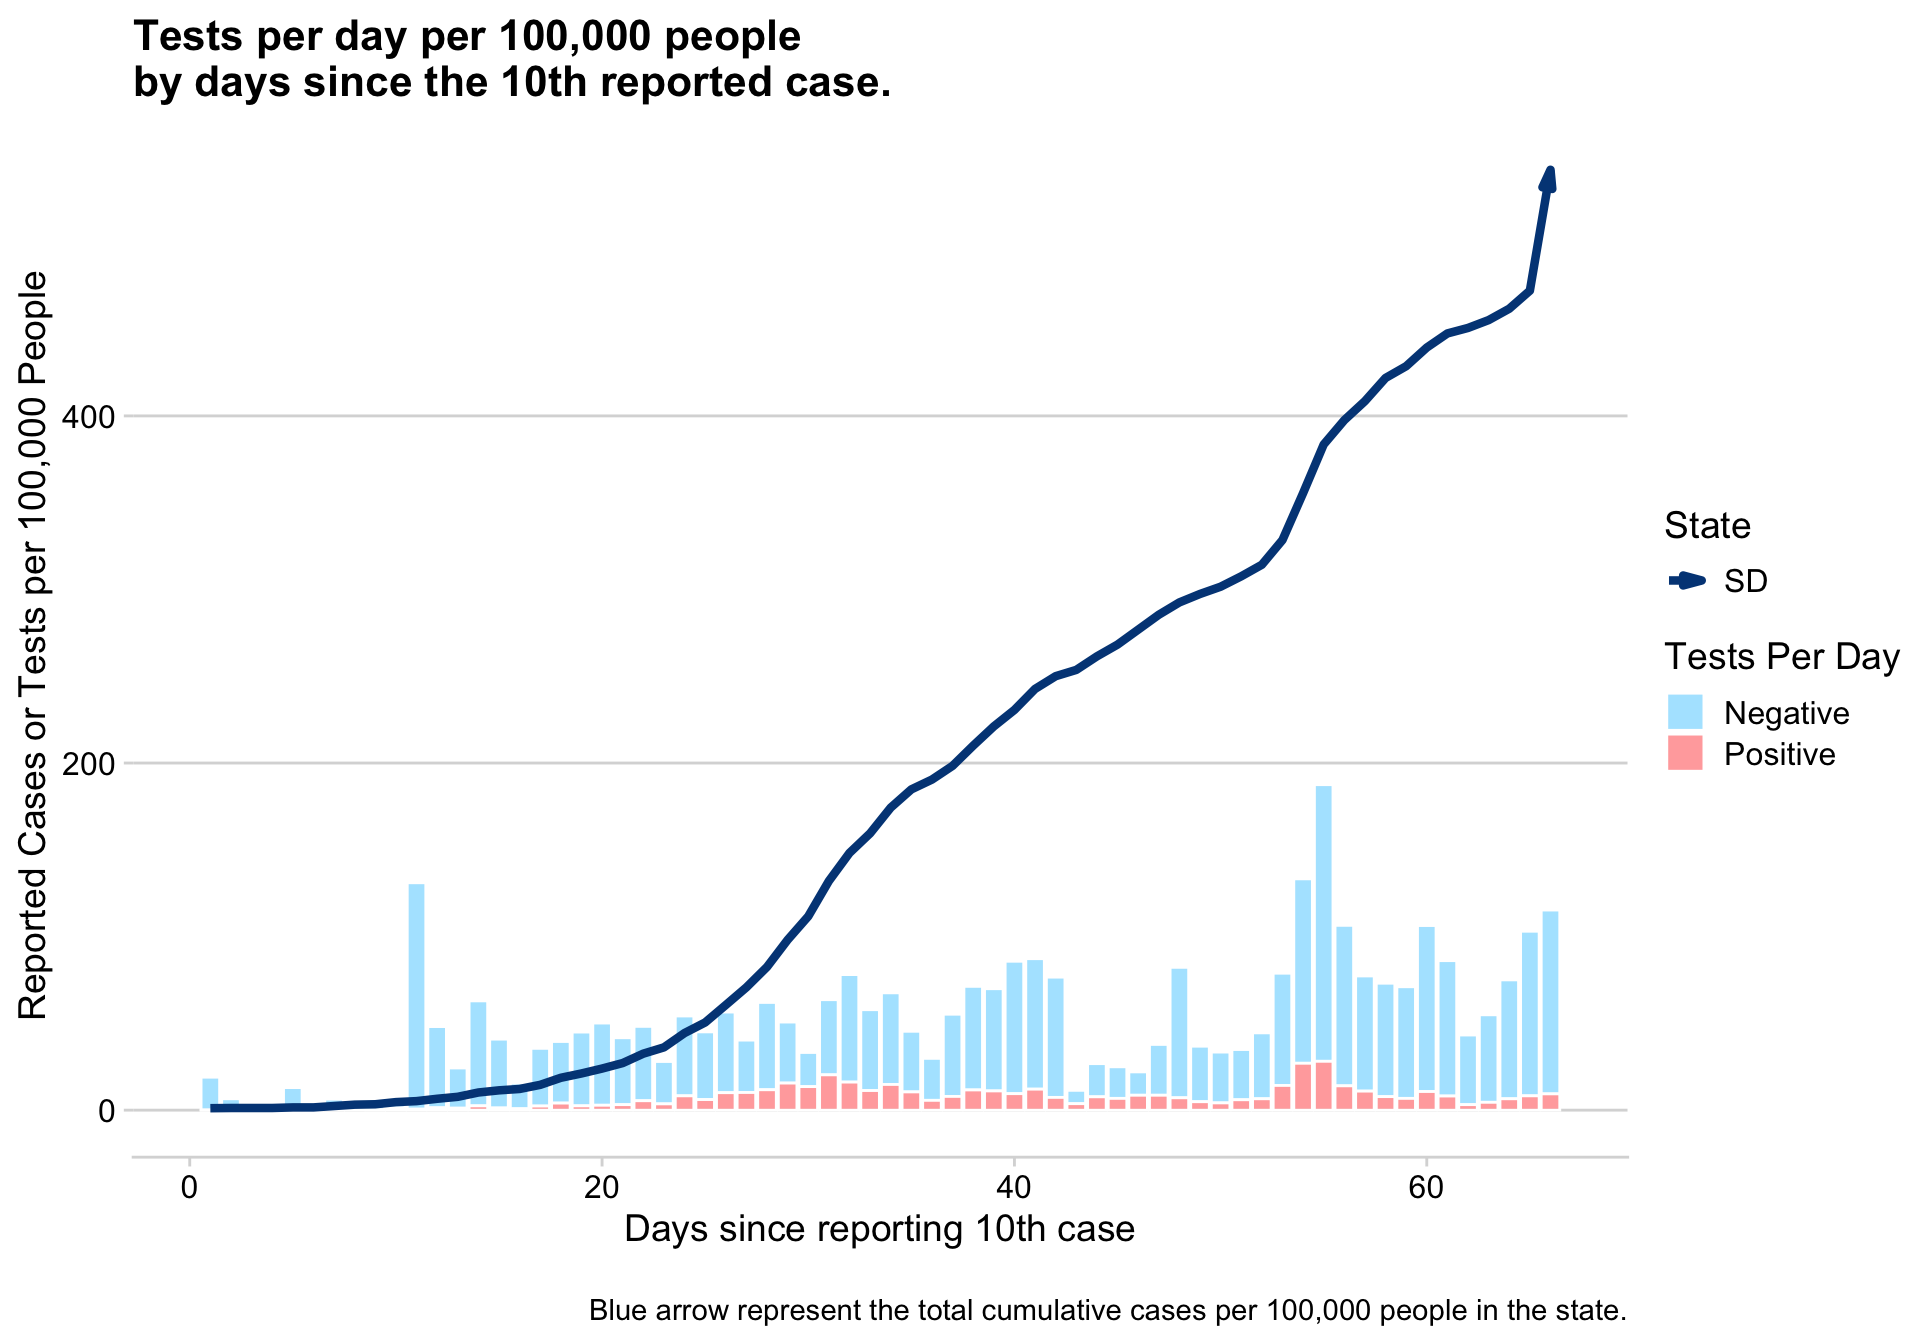 Tests per day per 100,000 people
by days since the 10th reported case.
Reported Cases or Tests per 100,000 People
400
200
0
0
20
40
60
Days since reporting 10th case
State
SD
Tests Per Day
Negative
Positive
Blue arrow represent the total cumulative cases per 100,000 people in the state.